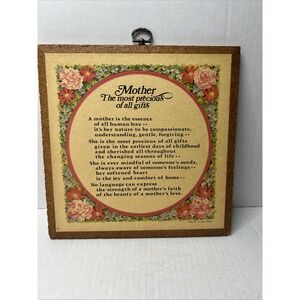 Mother
The most precious
of all gifts
A mother is the essence
of all human love --
it's her nature to be compassionate,
understanding, gentle, forgiving --
She is the most precious of all gifts
given in the earliest days of childhood
and cherished all throughout
the changing seasons of life --
She is ever mindful of someone's needs,
always aware of someone's feelings--
her softened heart
is the joy and comfort of home --
No language can express
the strength of a mother's faith
of the beauty of a mother's love